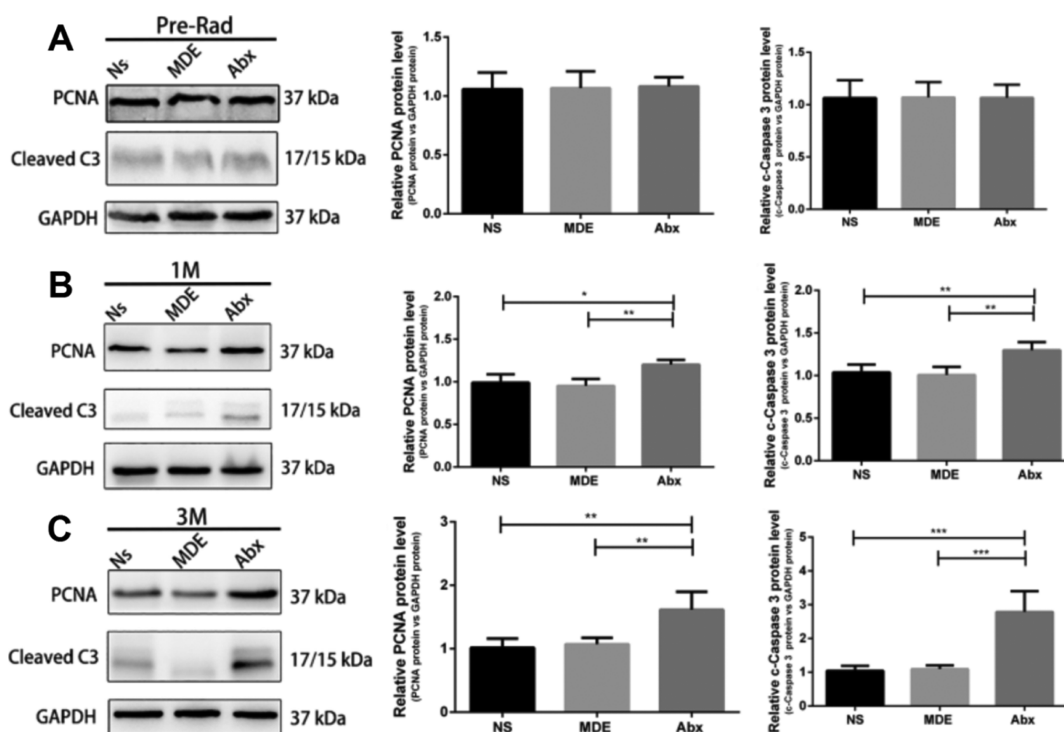 A
Pre-Rad
Ns MDE Abx
PCNA 37 kDa
Cleaved C3 17/15 kDa
GAPDH 37 kDa
Relative PCNA protein level
(PCNA protein vs GAPDH protein)
1.5
1.0
0.5
0.0
NS MDE Abx
Relative c-Caspase 3 protein level
(c-Caspase 3 protein vs GAPDH protein)
1.5
1.0
0.5
0.0
NS MDE Abx
B
1M
Ns MDE Abx
PCNA 37 kDa
Cleaved C3 17/15 kDa
GAPDH 37 kDa
Relative PCNA protein level
(PCNA protein vs GAPDH protein)
2.0
1.5
1.0
0.5
0.0
*
**
NS MDE Abx
Relative c-Caspase 3 protein level
(c-Caspase 3 protein vs GAPDH protein)
2.0
1.5
1.0
0.5
0.0
**
**
NS MDE Abx
C
3M
Ns MDE Abx
PCNA 37 kDa
Cleaved C3 17/15 kDa
GAPDH 37 kDa
Relative PCNA protein level
(PCNA protein vs GAPDH protein)
3
2
1
0
**
**
NS MDE Abx
Relative c-Caspase 3 protein level
(c-Caspase 3 protein vs GAPDH protein)
5
4
3
2
1
0
***
***
NS MDE Abx